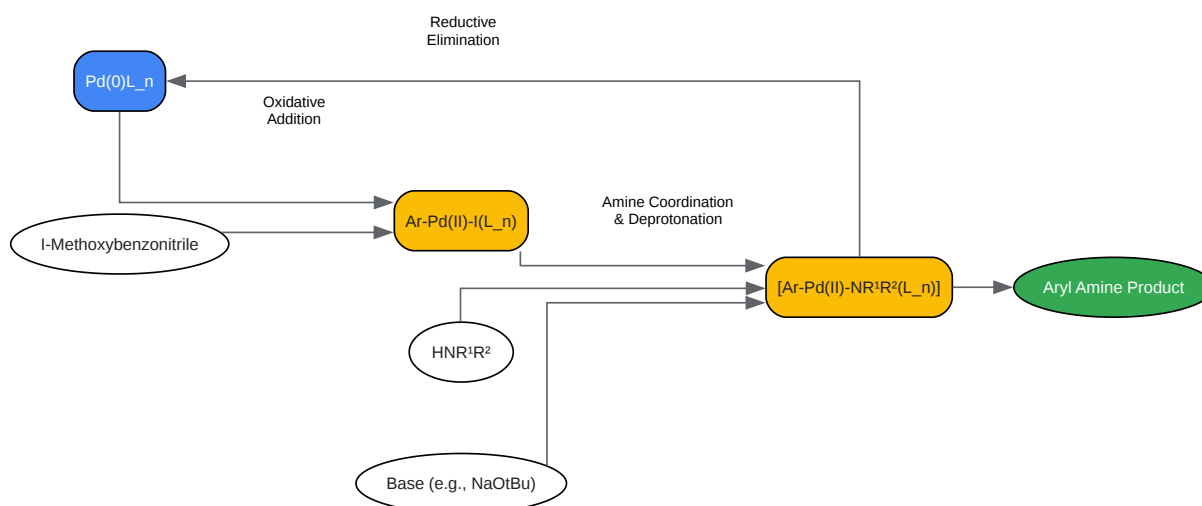 Reductive
Elimination
Pd(0)L_n
Oxidative
Addition
Amine Coordination
& Deprotonation
Ar-Pd(II)-I(L_n)
I-Methoxybenzonitrile
[Ar-Pd(II)-NR¹R²(L_n)]
Aryl Amine Product
HNR¹R²
Base (e.g., NaOtBu)